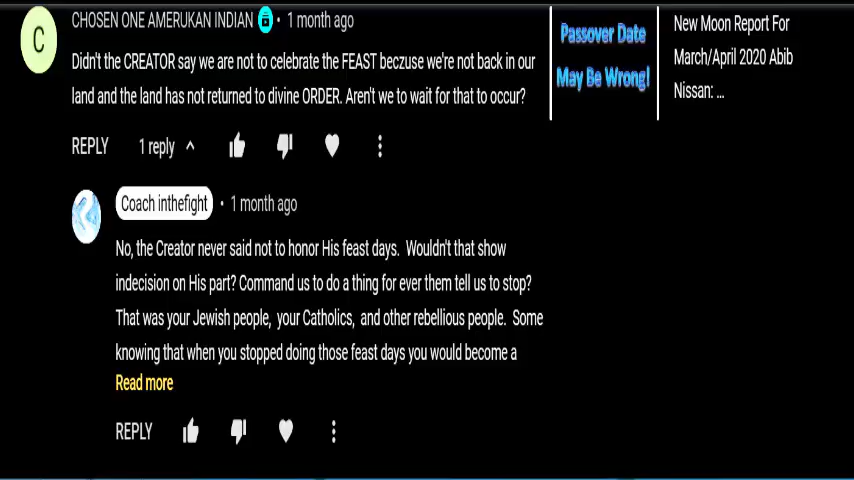 CHOSEN ONE AMERUKAN INDIAN • 1 month ago
Didn't the CREATOR say we are not to celebrate the FEAST beczuse we're not back in our
land and the land has not returned to divine ORDER. Aren't we to wait for that to occur?
REPLY 1 reply
C
Coach inthefight • 1 month ago
No, the Creator never said not to honor His feast days. Wouldn't that show
indecision on His part? Command us to do a thing for ever them tell us to stop?
That was your Jewish people, your Catholics, and other rebellious people. Some
knowing that when you stopped doing those feast days you would become a
Read more
REPLY
Passover Date
May Be Wrong!
New Moon Report For
March/April 2020 Abib
Nissan: ...